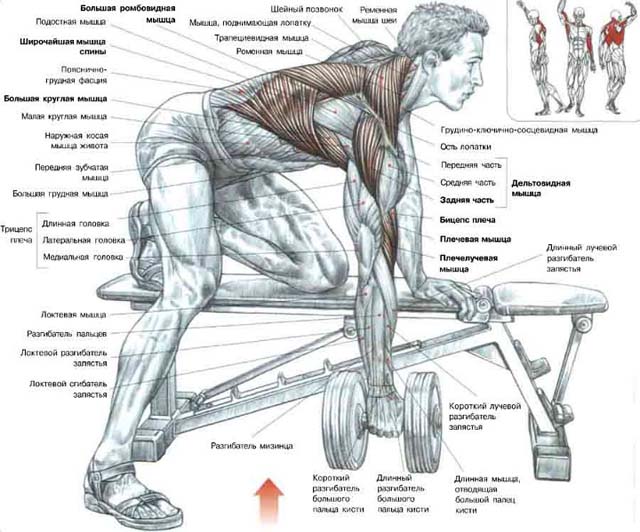 Большая ромбовидная
мышца
Подостная мышца
Широчайшая мышца
спины
Пояснично-
грудная фасция
Большая круглая мышца
Малая круглая мышца
Наружная косая
мышца живота
Передняя зубчатая
мышца
Большая грудная мышца
Трицепс
плеча
Длинная головка
Латеральная головка
Медиальная головка
Локтевая мышца
Разгибатель пальцев
Локтевой разгибатель
запястья
Локтевой сгибатель
запястья
Разгибатель мизинца
Шейный позвонок
Мышца, поднимающая лопатку
Трапециевидная мышца
Роменная мышца
Ременная
мышца шеи
Грудино-ключично-сосцевидная мышца
Ость лопатки
Передняя часть
Средняя часть
Задняя часть
Дельтовидная
мышца
Бицепс плеча
Плечевая мышца
Плечелучевая
мышца
Длинный лучевой
разгибатель
запястья
Короткий лучевой
разгибатель
запястья
Короткий
разгибатель
большого
пальца кисти
Длинный
разгибатель
большого
пальца кисти
Длинная мышца,
отводящая
большой палец
кисти